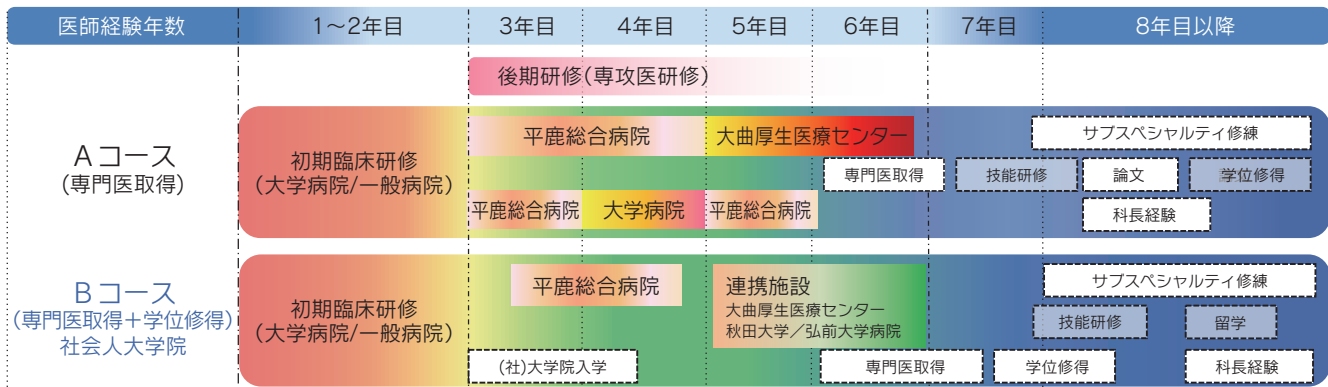 医師経験年数
1～2年目
3年目
4年目
5年目
6年目
7年目
8年目以降
後期研修(専攻医研修)
Aコース
(専門医取得)
初期臨床研修
(大学病院/一般病院)
平鹿総合病院
大曲厚生医療センター
サブスペシャルティ修練
専門医取得
技能研修
論文
学位修得
平鹿総合病院
大学病院
平鹿総合病院
科長経験
Bコース
(専門医取得+学位修得)
社会人大学院
初期臨床研修
(大学病院/一般病院)
平鹿総合病院
連携施設
大曲厚生医療センター
秋田大学／弘前大学病院
サブスペシャルティ修練
技能研修
留学
(社)大学院入学
専門医取得
学位修得
科長経験